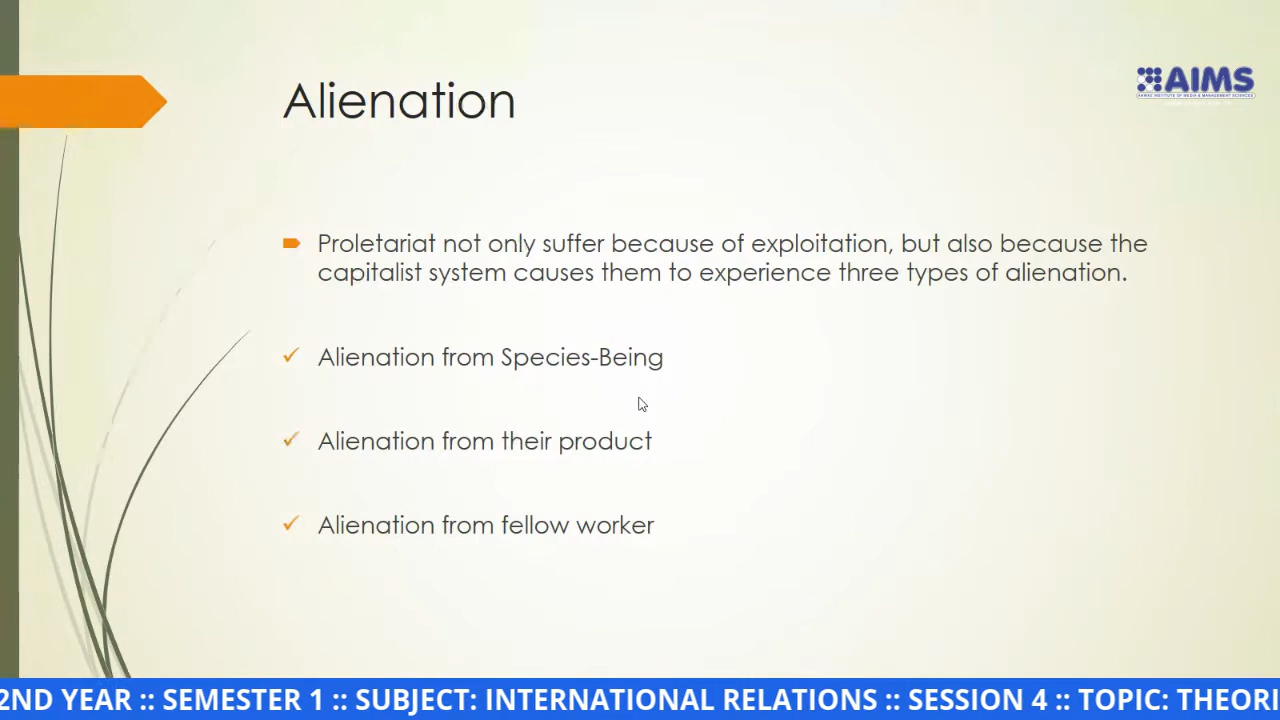 Alienation
AIMS
Proletariat not only suffer because of exploitation, but also because the
capitalist system causes them to experience three types of alienation.
Alienation from Species-Being
Alienation from their product
Alienation from fellow worker
2ND YEAR :: SEMESTER 1 :: SUBJECT: INTERNATIONAL RELATIONS :: SESSION 4 :: TOPIC: THEORI